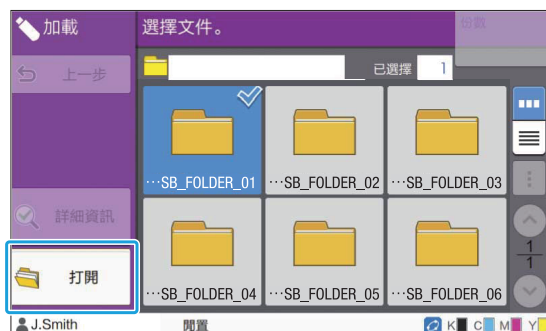 加載
選擇文件。
份數
上一步
已選擇 1
···SB_FOLDER_01
···SB_FOLDER_02
···SB_FOLDER_03
詳細資訊
1
1
打開
···SB_FOLDER_04
···SB_FOLDER_05
···SB_FOLDER_06
J.Smith
閒置
K C M Y